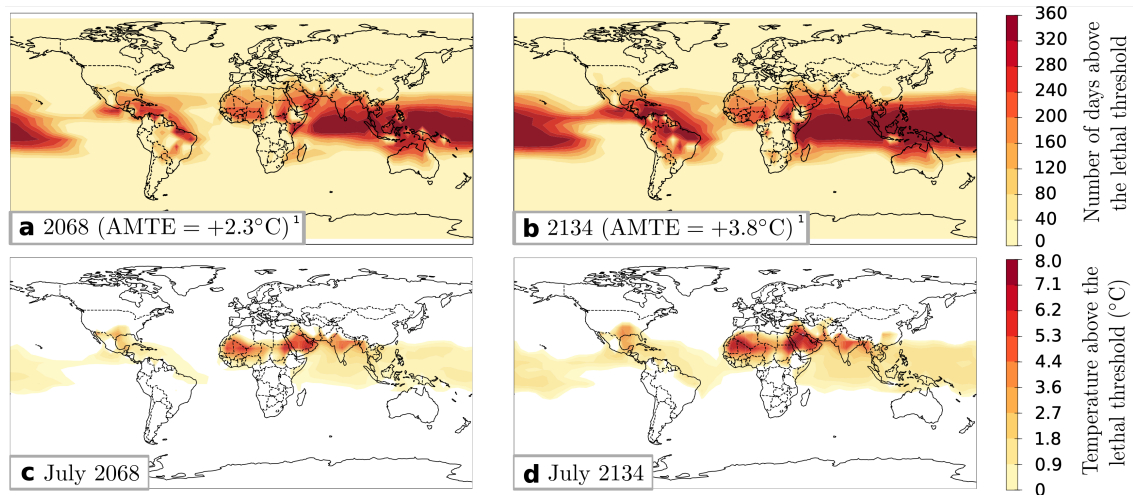 a 2068 (AMTE = +2.3°C)¹
b 2134 (AMTE = +3.8°C)¹
360
320
280
240
200
160
120
80
40
0
Number of days above
the lethal threshold
c July 2068
d July 2134
8.0
7.1
6.2
5.3
4.4
3.6
2.7
1.8
0.9
0
Temperature above the
lethal threshold (°C)